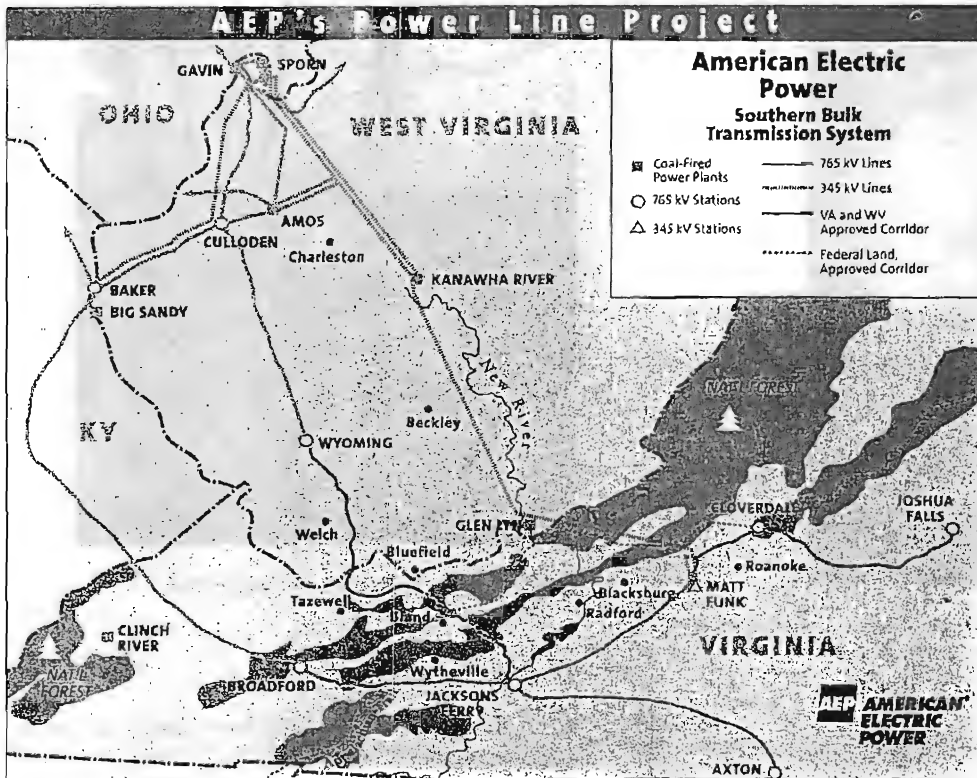 AEP's Power Line Project
American Electric
Power
Southern Bulk
Transmission System
Coal-Fired
Power Plants
765 kV Stations
345 kV Stations
765 kV Lines
345 kV Lines
VA and WV
Approved Corridor
Federal Land,
Approved Corridor
GAVIN
SPORN
OHIO
WEST VIRGINIA
AMOS
CULLODEN
Charleston
KANAWHA RIVER
BAKER
BIG SANDY
New River
NAT'L FOREST
KY
Beckley
WYOMING
CLOVERDALE
JOSHUA
FALLS
GLEN LYN
Welch
Bluefield
Roanoke
MATT
FUNK
Blacksburg
Radford
Tazewell
Bland
CLINCH
RIVER
VIRGINIA
NAT'L
FOREST
Wytheville
BROADFORD
JACKSONS
FERRY
AEP AMERICAN
ELECTRIC
POWER
AXTON